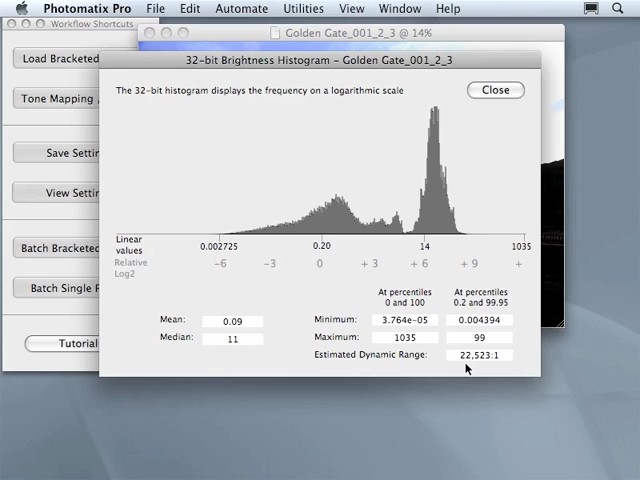 Photomatix Pro File Edit Automate Utilities View Window Help
Workflow Shortcuts
Golden Gate_001_2_3 @ 14%
Load Bracketed
32-bit Brightness Histogram - Golden Gate_001_2_3
The 32-bit histogram displays the frequency on a logarithmic scale
Close
Tone Mapping
Save Settin
View Settin
Batch Bracketed
Batch Single
Tutorial
Linear values 0.002725 0.20 14 1035
Relative Log2 -6 -3 0 + 3 + 6 + 9 +
At percentiles 0 and 100
At percentiles 0.2 and 99.95
Mean: 0.09
Minimum: 3.764e-05 0.004394
Median: 11
Maximum: 1035 99
Estimated Dynamic Range: 22,523:1